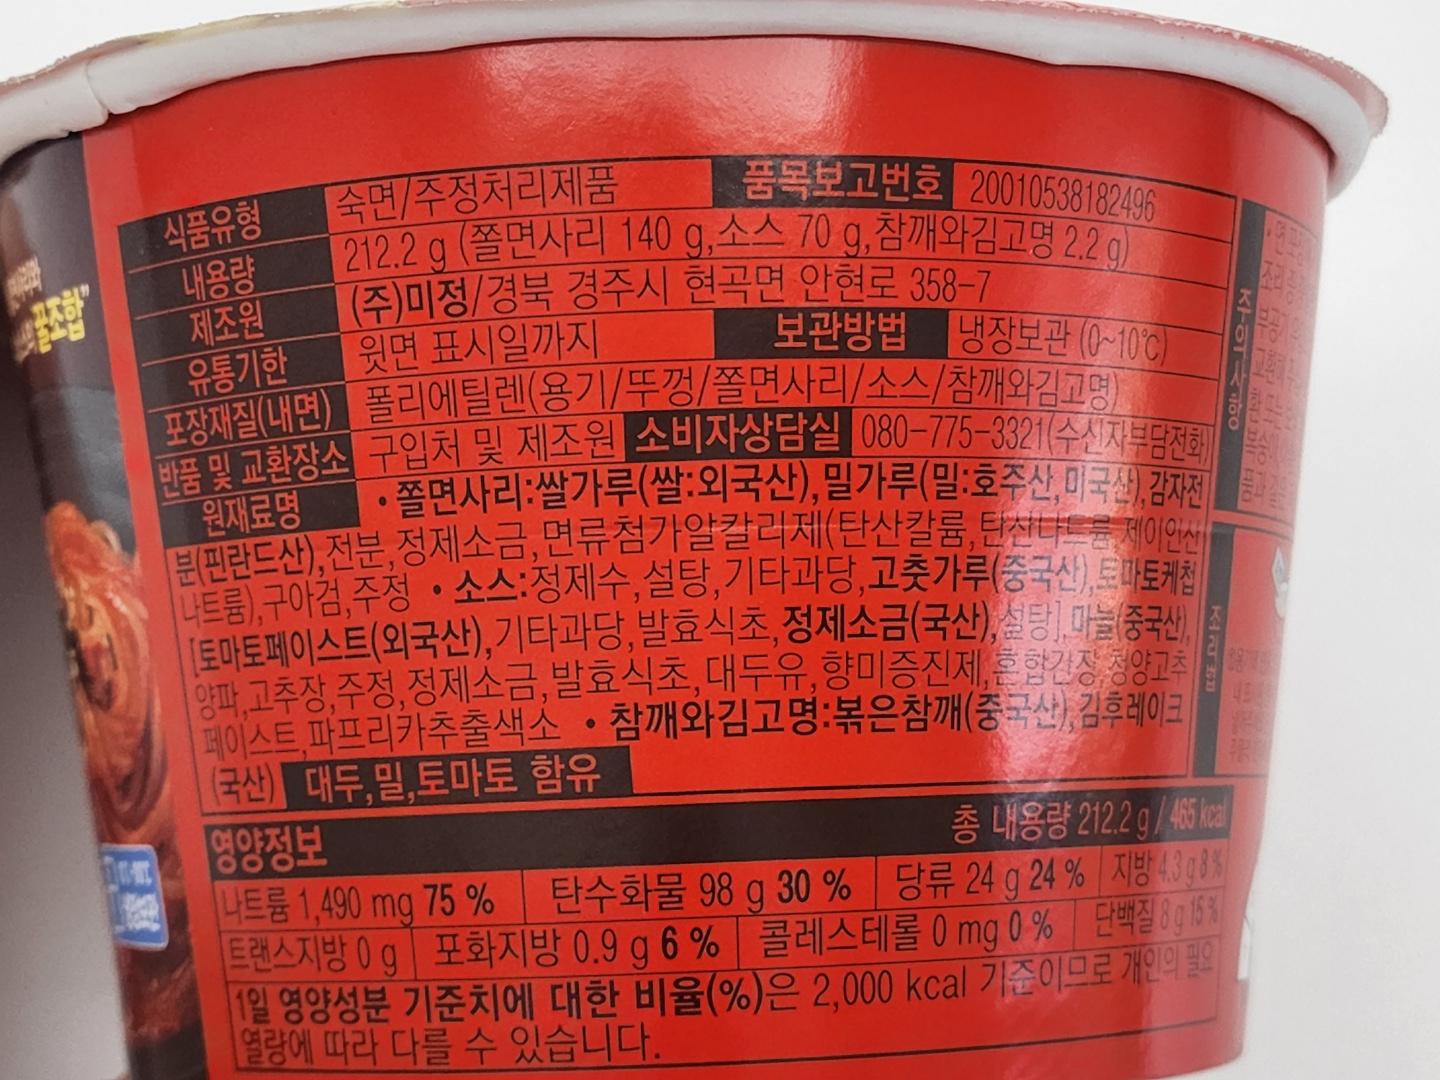 꿀조합"
식품유형 숙면/주정처리제품 품목보고번호 20010538182496
내용량 212.2 g (쫄면사리 140 g,소스 70 g,참깨와김고명 2.2 g)
제조원 (주)미정/경북 경주시 현곡면 안현로 358-7
유통기한 윗면 표시일까지 보관방법 냉장보관 (0~10℃)
포장재질(내면) 폴리에틸렌(용기/뚜껑/쫄면사리/소스/참깨와김고명)
반품 및 교환장소 구입처 및 제조원 소비자상담실 080-775-3321(수신자부담전화)
원재료명 • 쫄면사리:쌀가루(쌀:외국산),밀가루(밀:호주산,미국산),감자전
분(핀란드산),전분,정제소금,면류첨가알칼리제(탄산칼륨,탄산나트륨,제이인산
나트륨),구아검,주정 • 소스:정제수,설탕,기타과당,고춧가루(중국산),토마토케첩
[토마토페이스트(외국산),기타과당,발효식초,정제소금(국산),설탕],마늘(중국산),
양파,고추장,주정,정제소금,발효식초,대두유,향미증진제,혼합간장,청양고추
페이스트,파프리카추출색소 • 참깨와김고명:볶은참깨(중국산),김후레이크
(국산) 대두,밀,토마토 함유
영양정보 총 내용량 212.2 g / 465 kcal
나트륨 1,490 mg 75 % 탄수화물 98 g 30 % 당류 24 g 24 % 지방 4.3 g 8 %
트랜스지방 0 g 포화지방 0.9 g 6 % 콜레스테롤 0 mg 0 % 단백질 8 g 15 %
1일 영양성분 기준치에 대한 비율(%)은 2,000 kcal 기준이므로 개인의 필요
열량에 따라 다를 수 있습니다.
주의사항
조리법